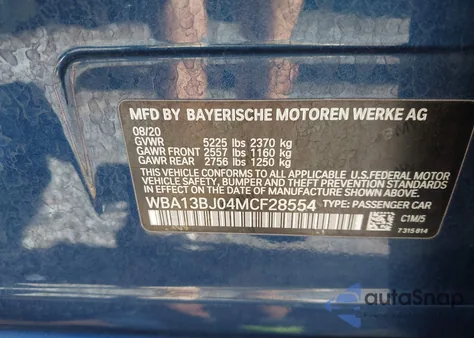 MFD BY BAYERISCHE MOTOREN WERKE AG
08/20
GVWR 5225 lbs 2370 kg
GAWR FRONT 2557 lbs 1160 kg
GAWR REAR 2756 lbs 1250 kg
THIS VEHICLE CONFORMS TO ALL APPLICABLE U.S.FEDERAL MOTOR
VEHICLE SAFETY, BUMPER, AND THEFT PREVENTION STANDARDS
IN EFFECT ON THE DATE OF MANUFACTURE SHOWN ABOVE.
WBA13BJ04MCF28554 TYPE: PASSENGER CAR
C1M/5
7 315 814
autoSnap